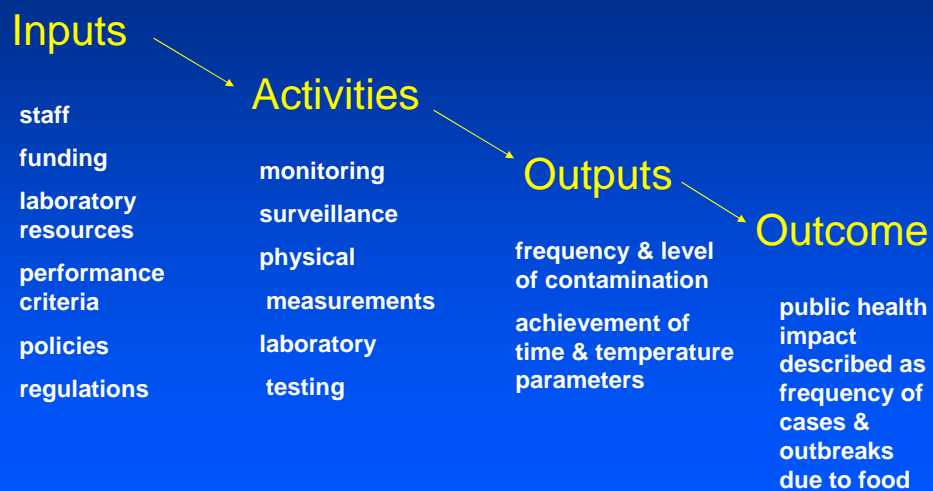 Inputs
staff
funding
laboratory
resources
performance
criteria
policies
regulations
Activities
monitoring
surveillance
physical
measurements
laboratory
testing
Outputs
frequency & level
of contamination
achievement of
time & temperature
parameters
Outcome
public health
impact
described as
frequency of
cases &
outbreaks
due to food